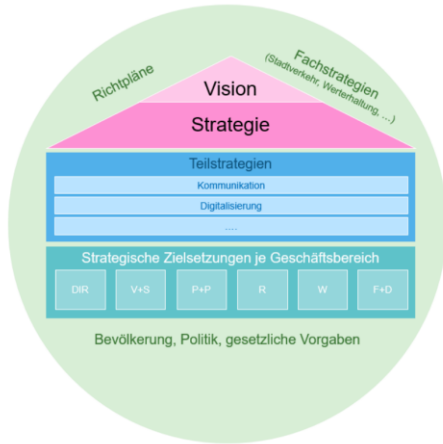 Richtpläne
Fachstrategien
(Stadtverkehr, Werterhaltung, ...)
Vision
Strategie
Teilstrategien
Kommunikation
Digitalisierung
....
Strategische Zielsetzungen je Geschäftsbereich
DIR V+S P+P R W F+D
Bevölkerung, Politik, gesetzliche Vorgaben